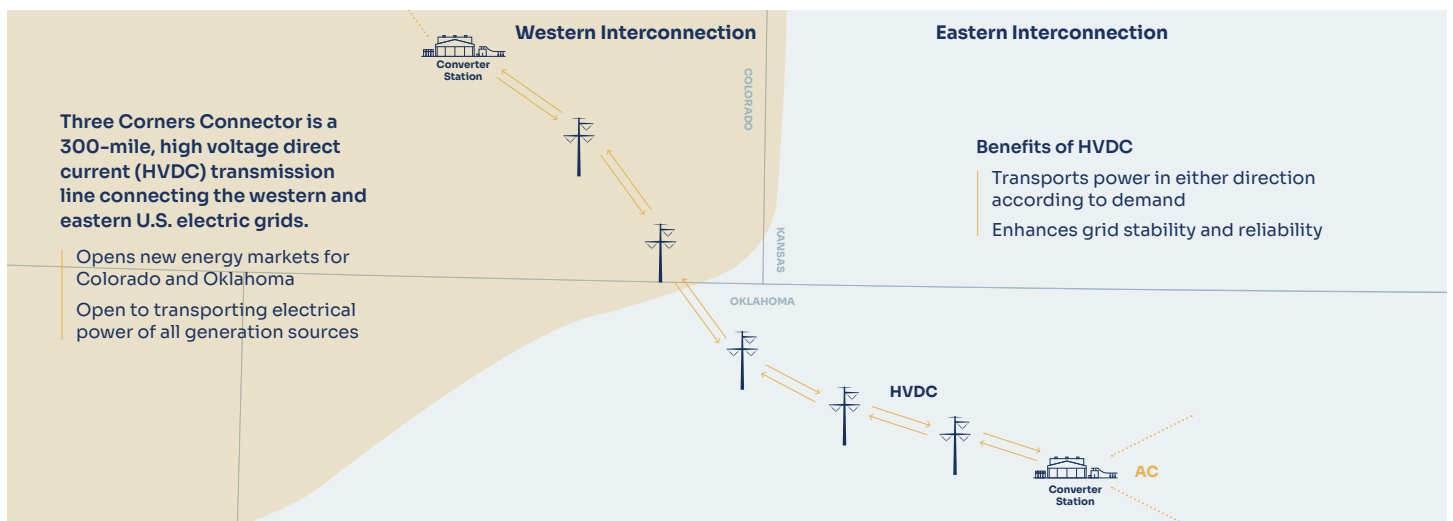 Western Interconnection
Eastern Interconnection
Converter
Station
COLORADO
Three Corners Connector is a
300-mile, high voltage direct
current (HVDC) transmission
line connecting the western and
eastern U.S. electric grids.
Opens new energy markets for
Colorado and Oklahoma
Open to transporting electrical
power of all generation sources
Benefits of HVDC
Transports power in either direction
according to demand
Enhances grid stability and reliability
KANSAS
OKLAHOMA
HVDC
AC
Converter
Station